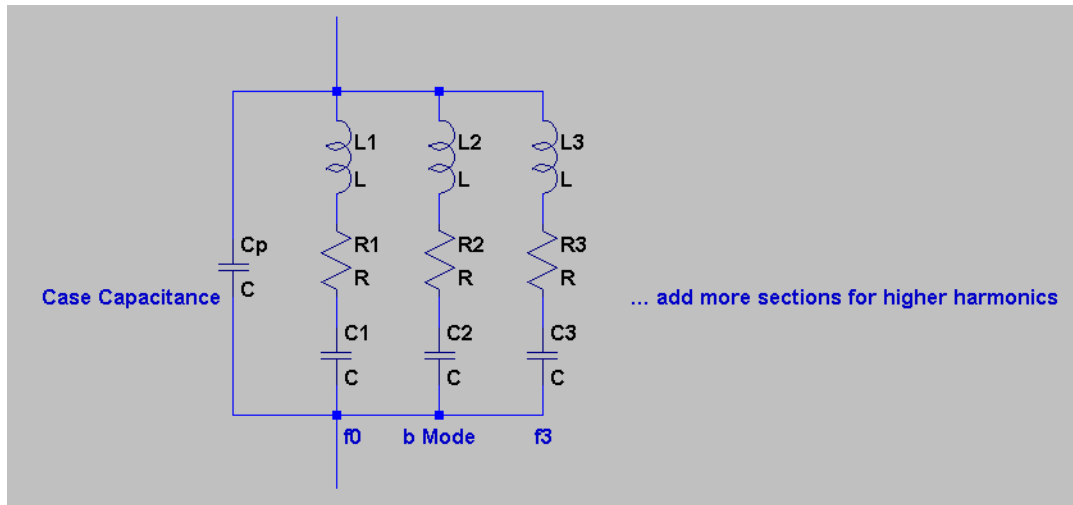 L1 L2 L3
L L L
Cp R1 R2 R3
C R R R
Case Capacitance ... add more sections for higher harmonics
C1 C2 C3
C C C
f0 b Mode f3